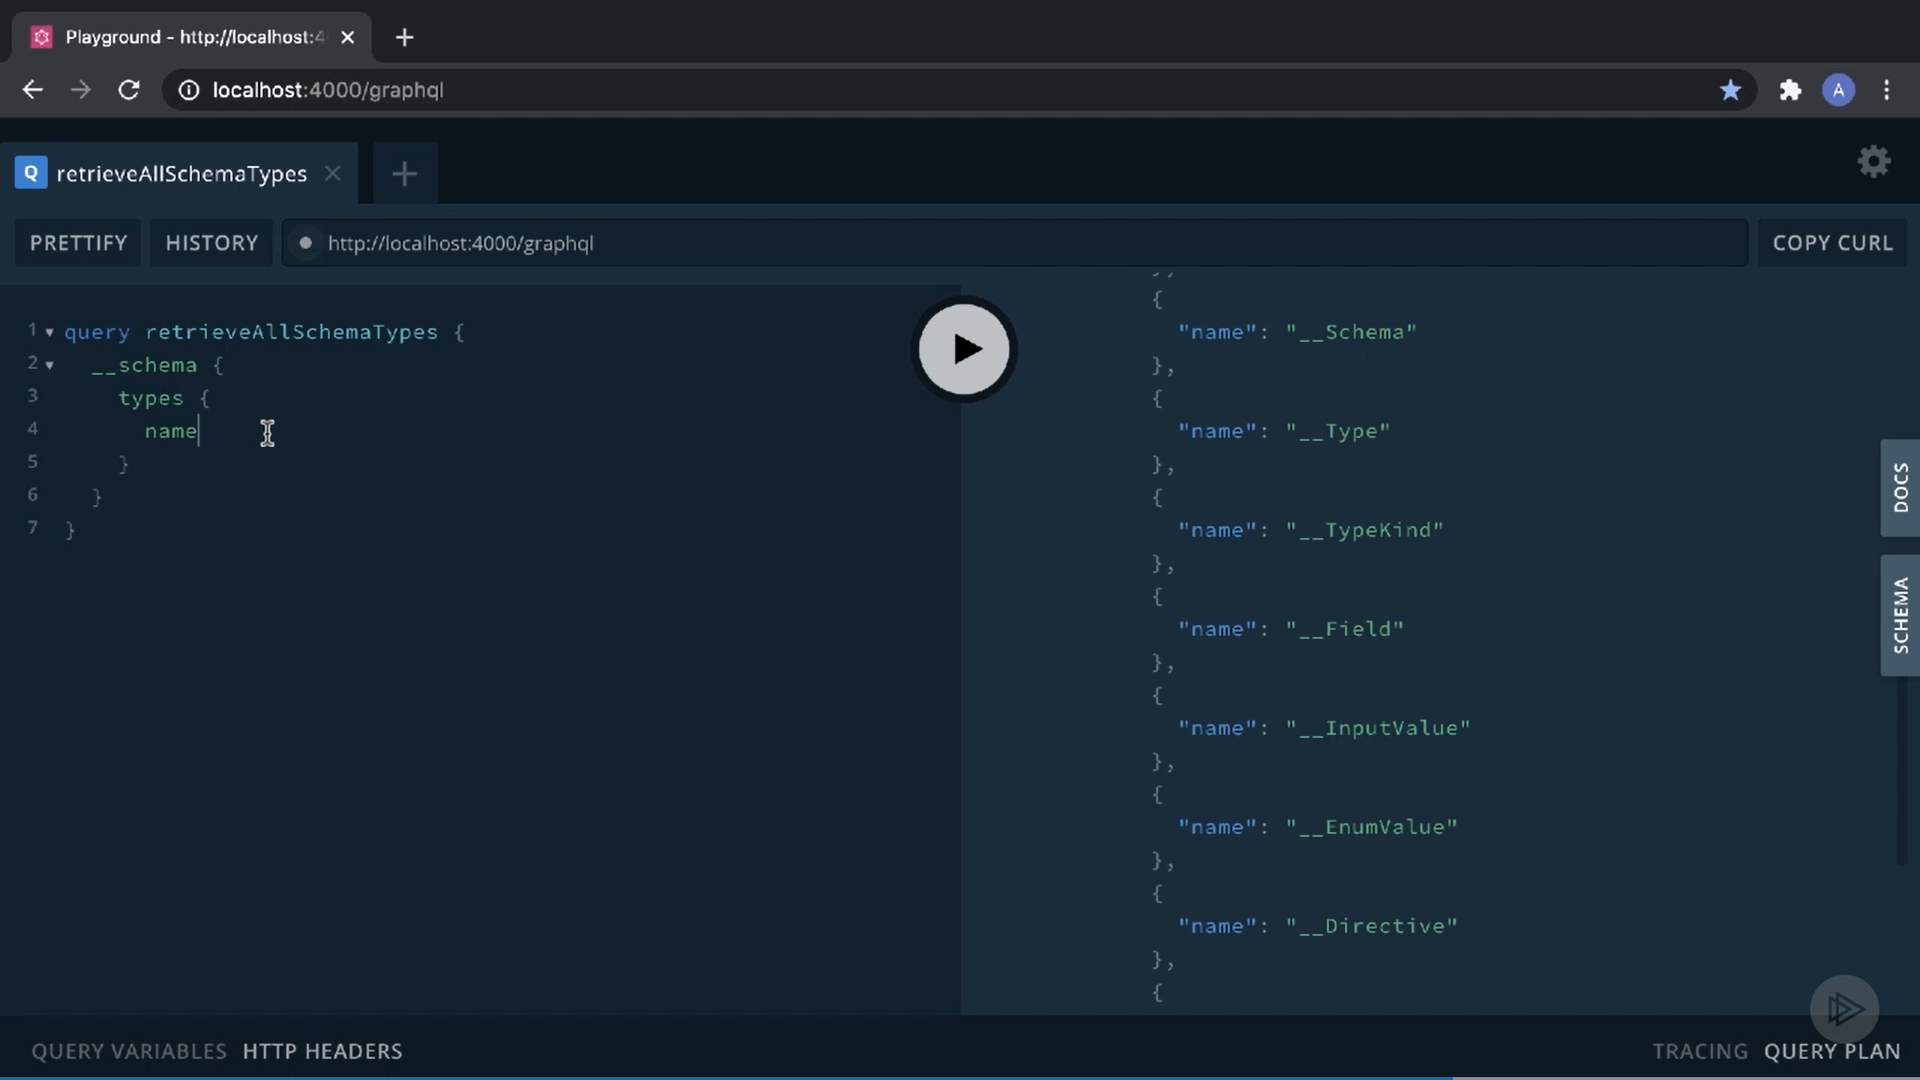 Playground - http://localhost:4
localhost:4000/graphql
A
Q retrieveAllSchemaTypes
PRETTIFY HISTORY http://localhost:4000/graphql COPY CURL
1 query retrieveAllSchemaTypes {
2 __schema {
3 types {
4 name
5 }
6 }
7 }
},
{
"name": "__Schema"
},
{
"name": "__Type"
},
{
"name": "__TypeKind"
},
{
"name": "__Field"
},
{
"name": "__InputValue"
},
{
"name": "__EnumValue"
},
{
"name": "__Directive"
},
{
DOCS
SCHEMA
QUERY VARIABLES HTTP HEADERS
TRACING QUERY PLAN